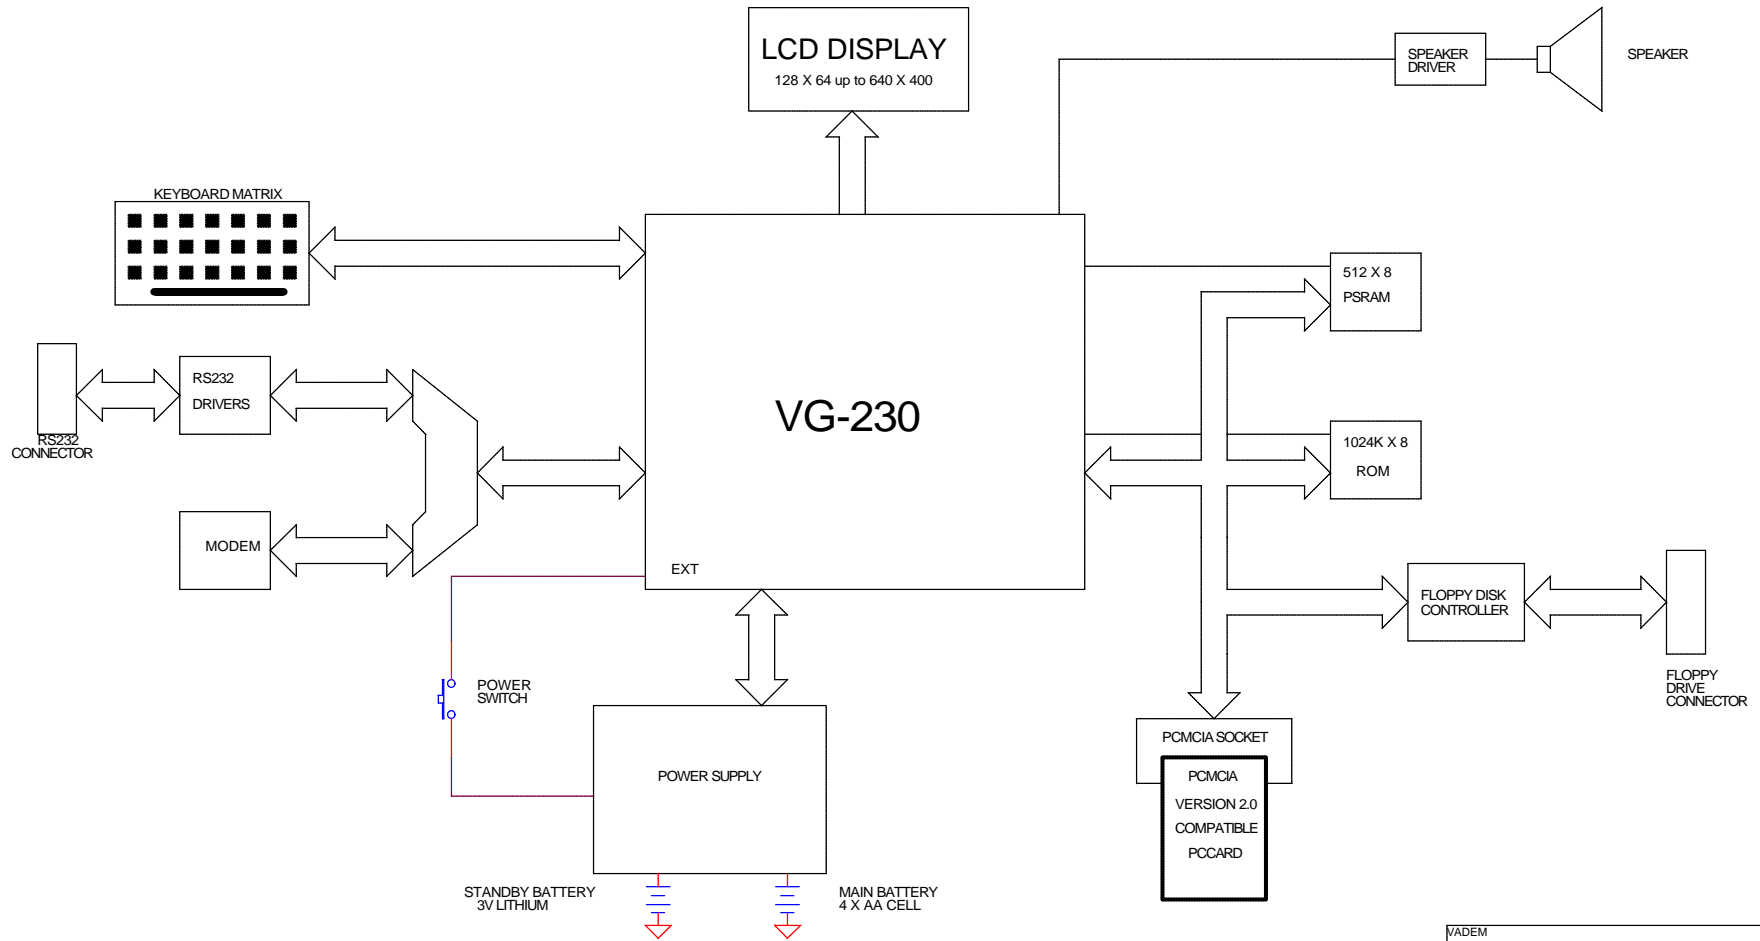 LCD DISPLAY
128 X 64 up to 640 X 400
SPEAKER
DRIVER
SPEAKER
KEYBOARD MATRIX
512 X 8
PSRAM
RS232
DRIVERS
RS232
CONNECTOR
VG-230
1024K X 8
ROM
MODEM
EXT
FLOPPY DISK
CONTROLLER
FLOPPY
DRIVE
CONNECTOR
POWER
SWITCH
POWER SUPPLY
PCMCIA SOCKET
PCMCIA
VERSION 2.0
COMPATIBLE
PCCARD
STANDBY BATTERY
3V LITHIUM
MAIN BATTERY
4 X AA CELL
VADEM